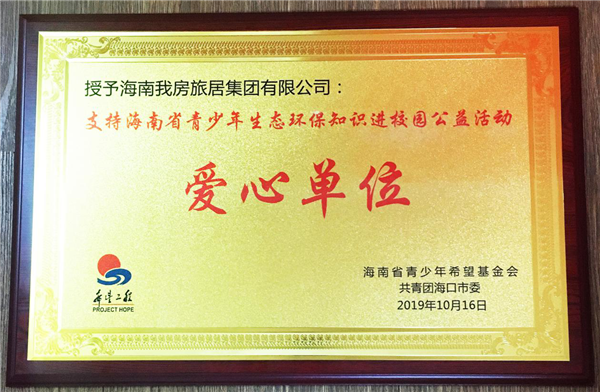 授予海南我房旅居集团有限公司：
支持海南省青少年生态环保知识进校园公益活动
爱心单位
希望工程
PROJECT HOPE
海南省青少年希望基金会
共青团海口市委
2019年10月16日